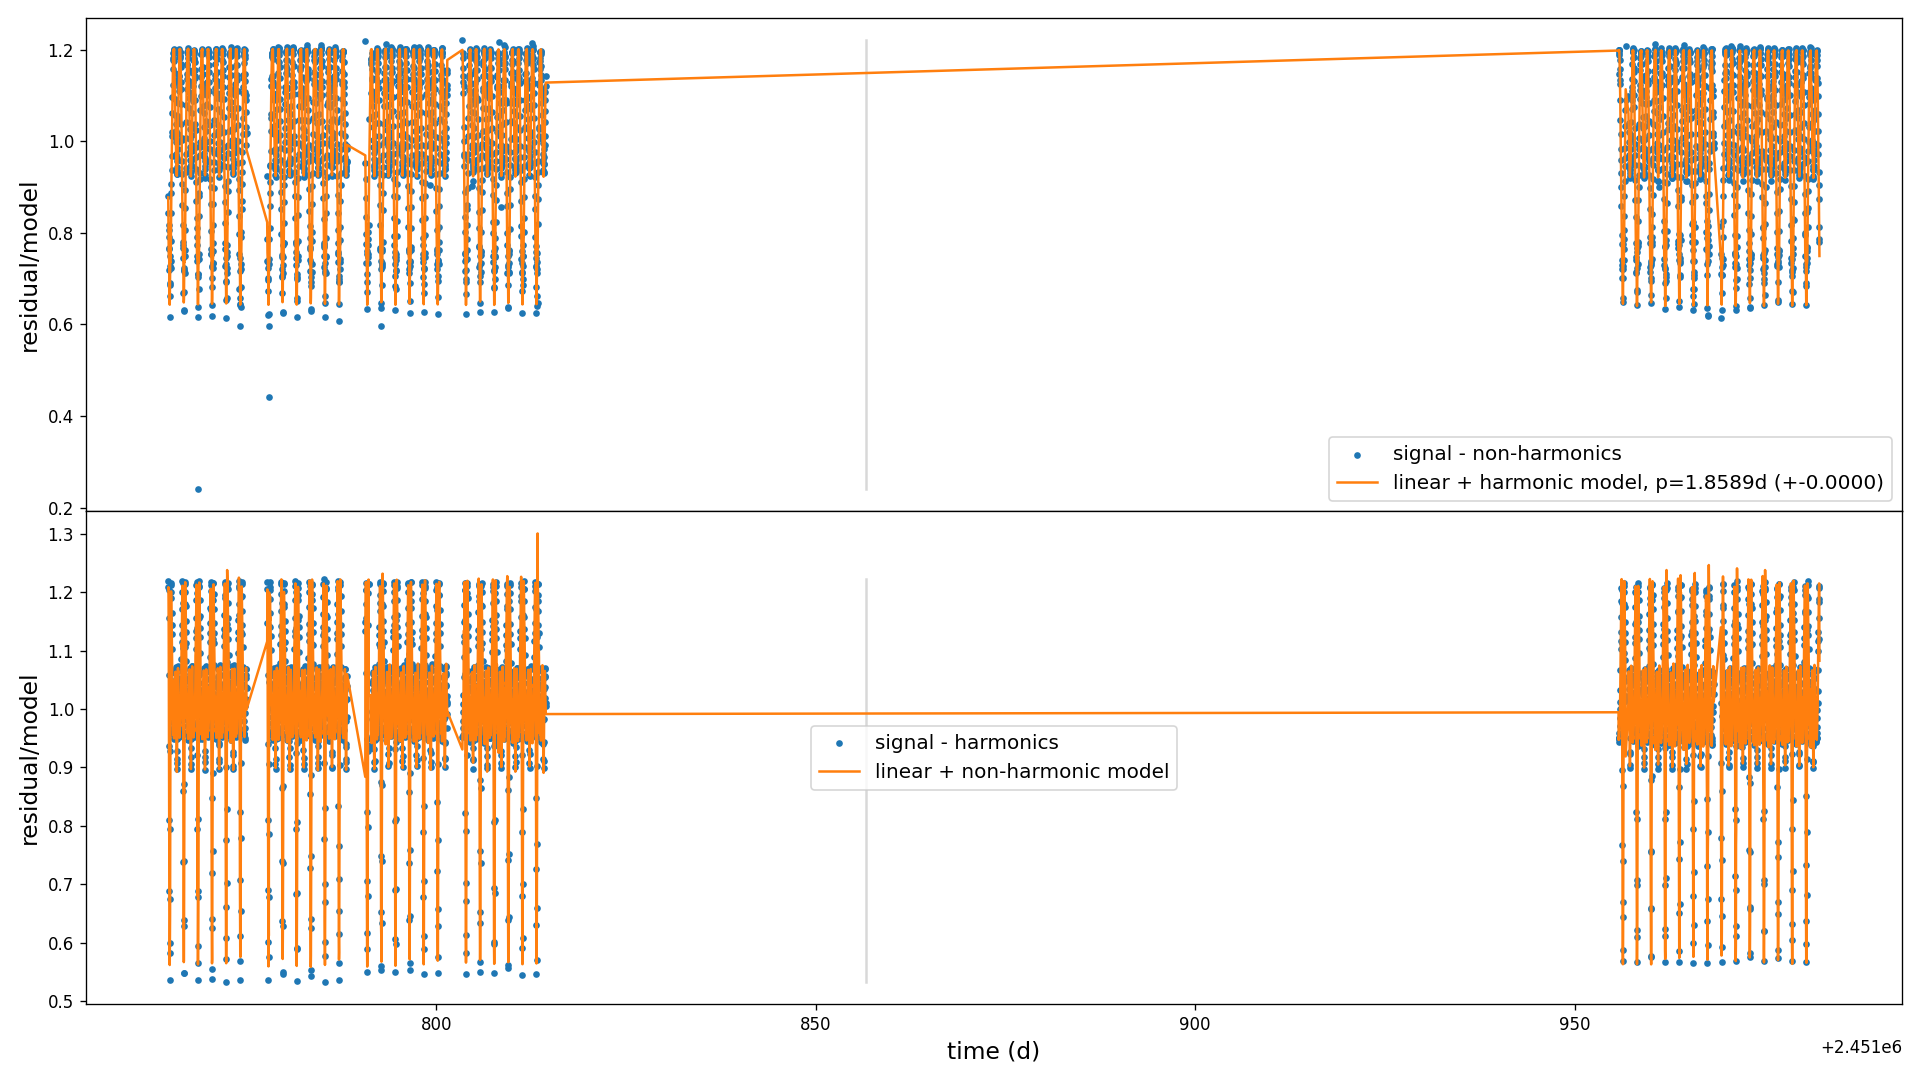 1.2
1.0
0.8
0.6
0.4
0.2
residual/model
signal - non-harmonics
linear + harmonic model, p=1.8589d (+-0.0000)
1.3
1.2
1.1
1.0
0.9
0.8
0.7
0.6
0.5
residual/model
signal - harmonics
linear + non-harmonic model
800
850
900
950
time (d)
+2.451e6